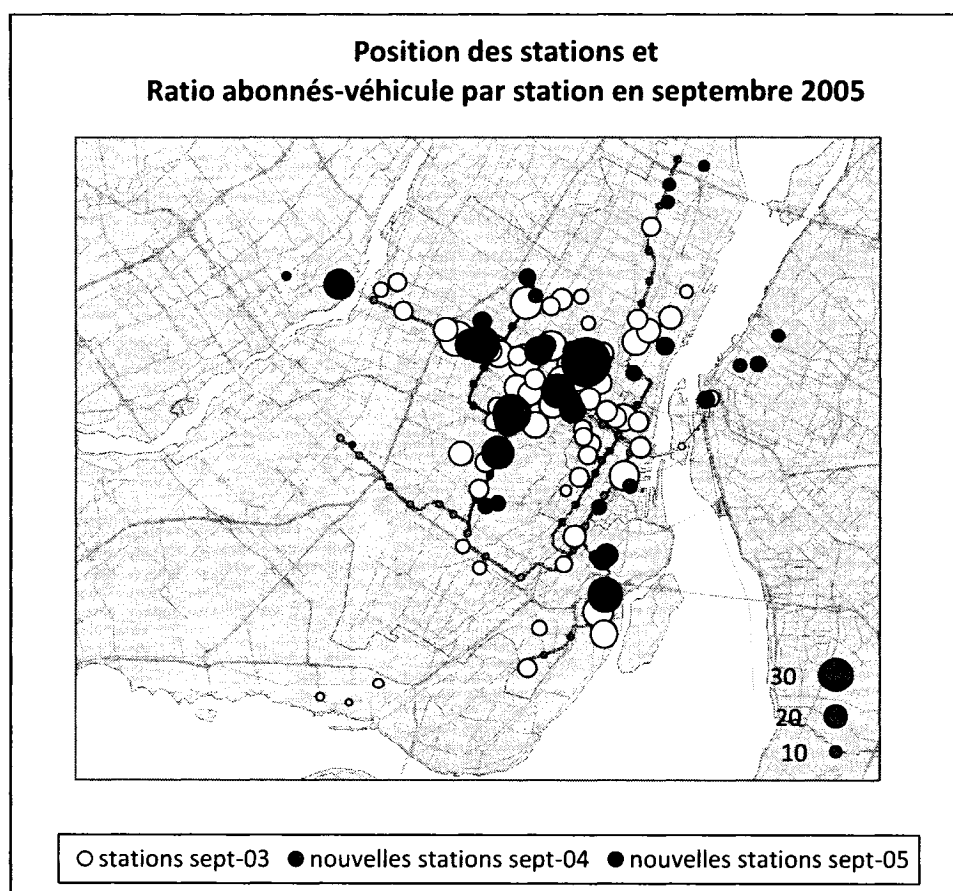 Position des stations et
Ratio abonnés-véhicule par station en septembre 2005
30
20
10
stations sept-03 nouvelles stations sept-04 nouvelles stations sept-05